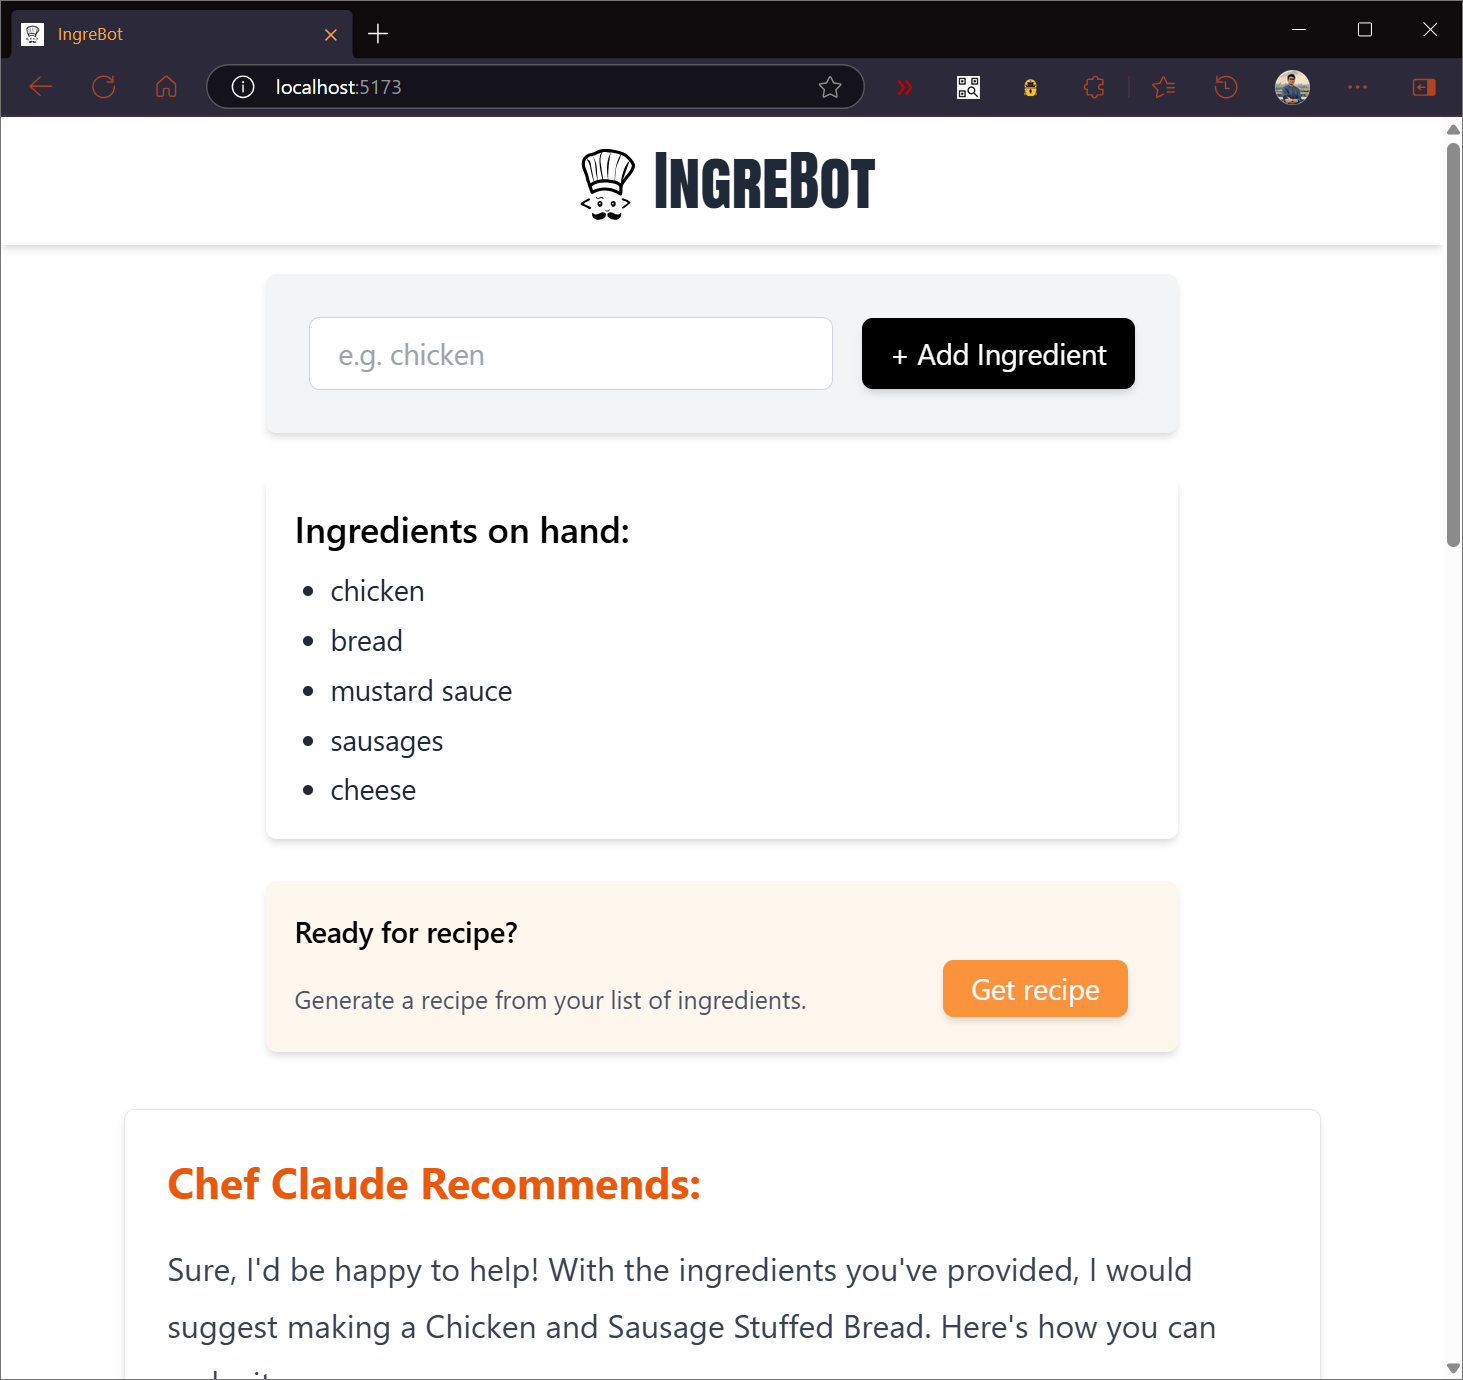 IngreBot
localhost:5173
IngreBot
e.g. chicken
+ Add Ingredient
Ingredients on hand:
• chicken
• bread
• mustard sauce
• sausages
• cheese
Ready for recipe?
Generate a recipe from your list of ingredients.
Get recipe
Chef Claude Recommends:
Sure, I'd be happy to help! With the ingredients you've provided, I would
suggest making a Chicken and Sausage Stuffed Bread. Here's how you can